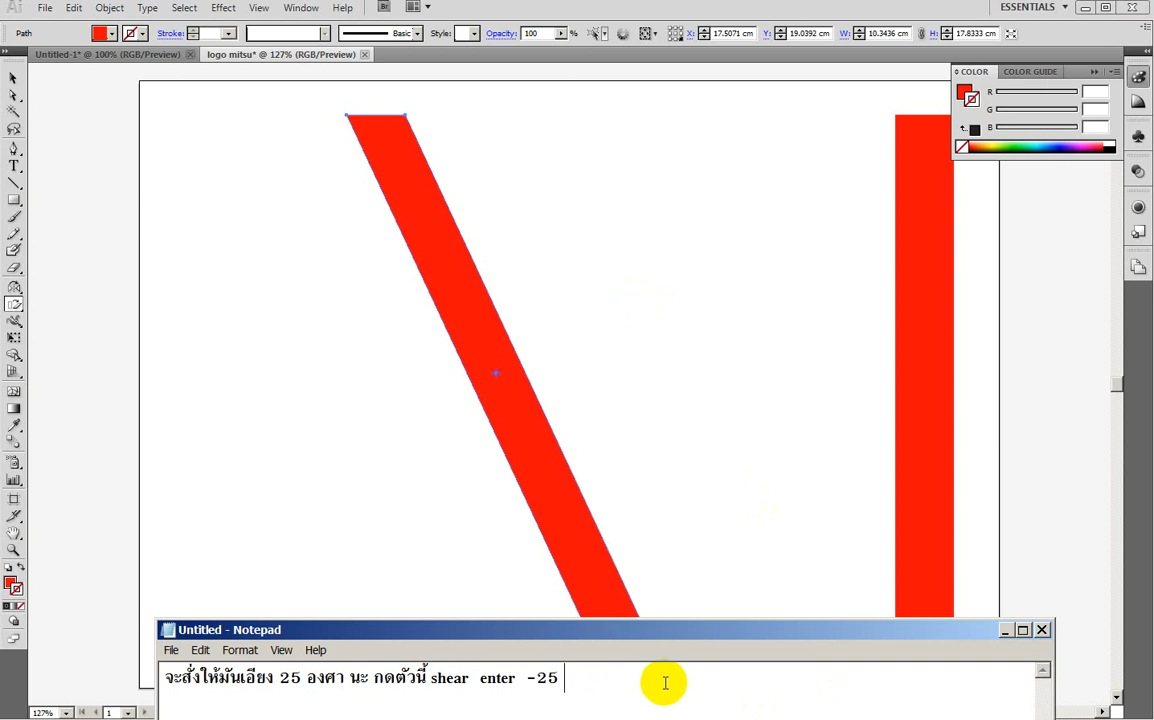 Ai File Edit Object Type Select Effect View Window Help Br ESSENTIALS
Path Stroke: Basic Style: Opacity: 100 % X: 17.5071 cm Y: 19.0392 cm W: 10.3436 cm H: 17.8333 cm
Untitled-1* @ 100% (RGB/Preview) logo mitsu* @ 127% (RGB/Preview)
COLOR COLOR GUIDE
R
G
B
T
Untitled - Notepad
File Edit Format View Help
จะสั่งให้มันเอียง 25 องศา นะ กดตัวนี้ shear enter -25
127% 1